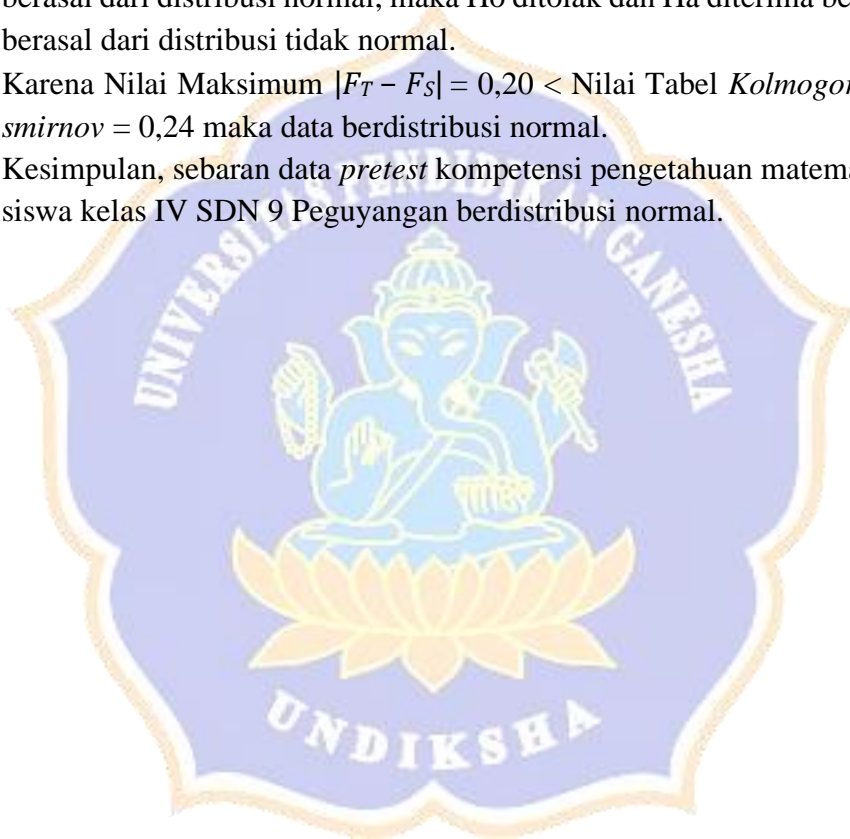 berasal dari distribusi normal, maka Ho ditolak dan Ha diterima be
berasal dari distribusi tidak normal.
Karena Nilai Maksimum |F_T – F_S| = 0,20 < Nilai Tabel Kolmogor
smirnov = 0,24 maka data berdistribusi normal.
Kesimpulan, sebaran data pretest kompetensi pengetahuan matema
siswa kelas IV SDN 9 Peguyangan berdistribusi normal.
UNIVERSITAS PENDIDIKAN GANESHA
UNDIKSHA